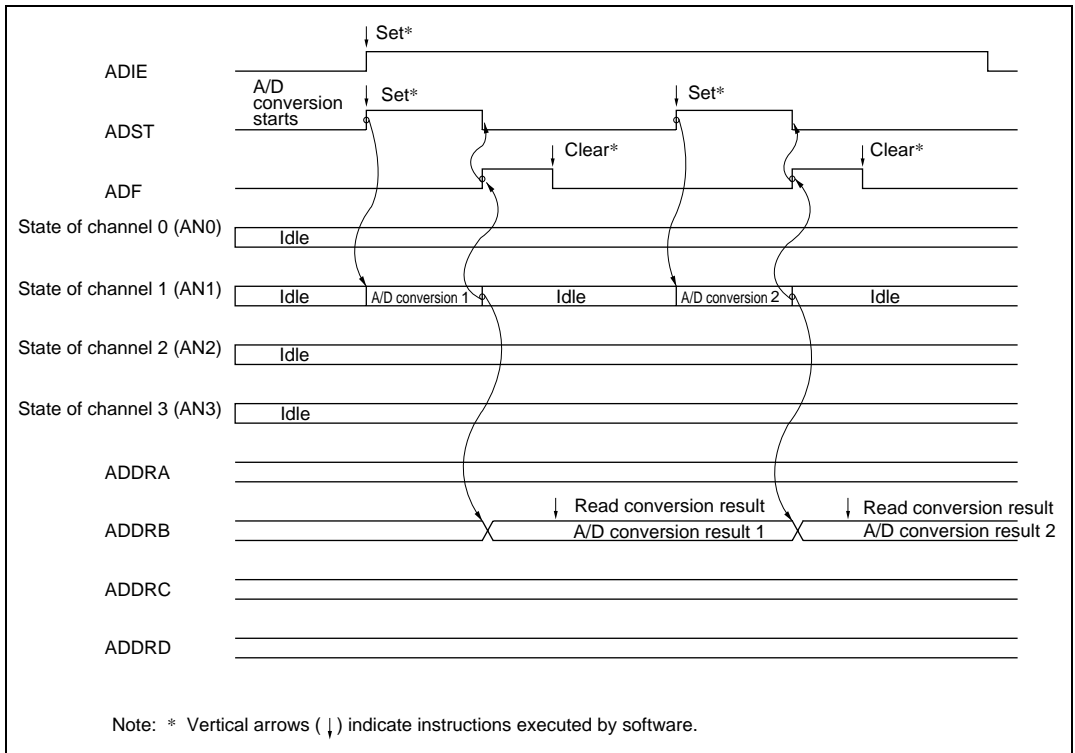 Set*
ADIE
A/D
conversion
starts
Set*
Set*
ADST
Clear*
Clear*
ADF
State of channel 0 (AN0)
Idle
State of channel 1 (AN1)
Idle
A/D conversion 1
Idle
A/D conversion 2
Idle
State of channel 2 (AN2)
Idle
State of channel 3 (AN3)
Idle
ADDRA
Read conversion result
Read conversion result
ADDRB
A/D conversion result 1
A/D conversion result 2
ADDRC
ADDRD
Note: * Vertical arrows (↓) indicate instructions executed by software.